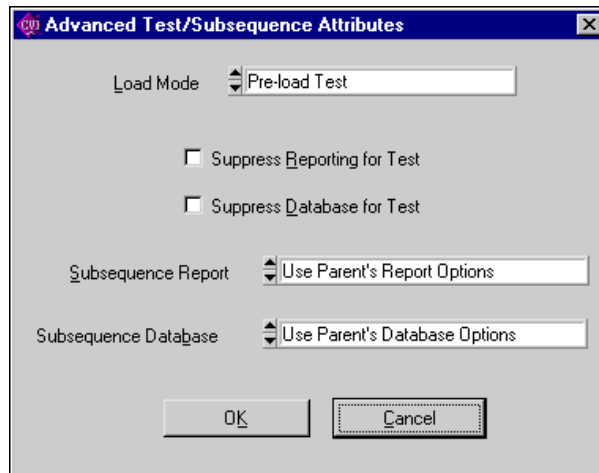 CVI Advanced Test/Subsequence Attributes
Load Mode Pre-load Test
Suppress Reporting for Test
Suppress Database for Test
Subsequence Report Use Parent's Report Options
Subsequence Database Use Parent's Database Options
OK Cancel